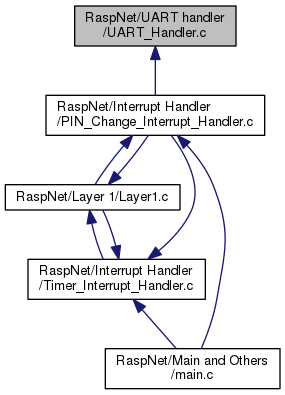 RaspNet/UART handler
/UART_Handler.c
RaspNet/Interrupt Handler
/PIN_Change_Interrupt_Handler.c
RaspNet/Layer 1/Layer1.c
RaspNet/Interrupt Handler
/Timer_Interrupt_Handler.c
RaspNet/Main and Others
/main.c